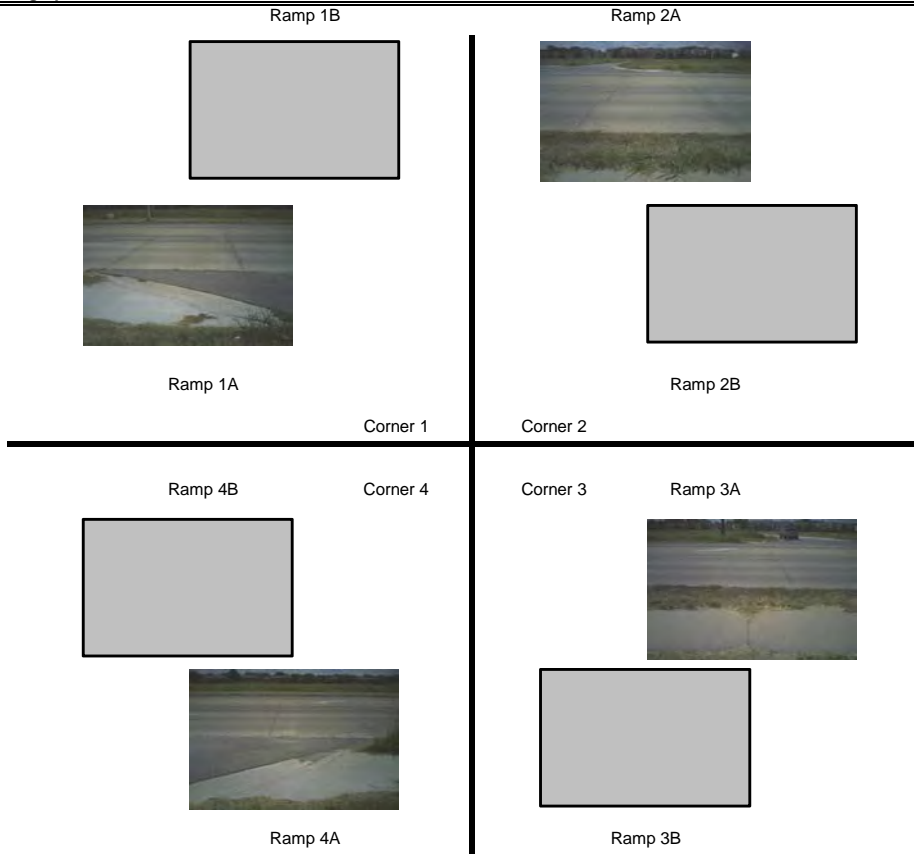 Ramp 1B Ramp 2A
Ramp 1A Ramp 2B
Corner 1 Corner 2
Ramp 4B Corner 4 Corner 3 Ramp 3A
Ramp 4A Ramp 3B